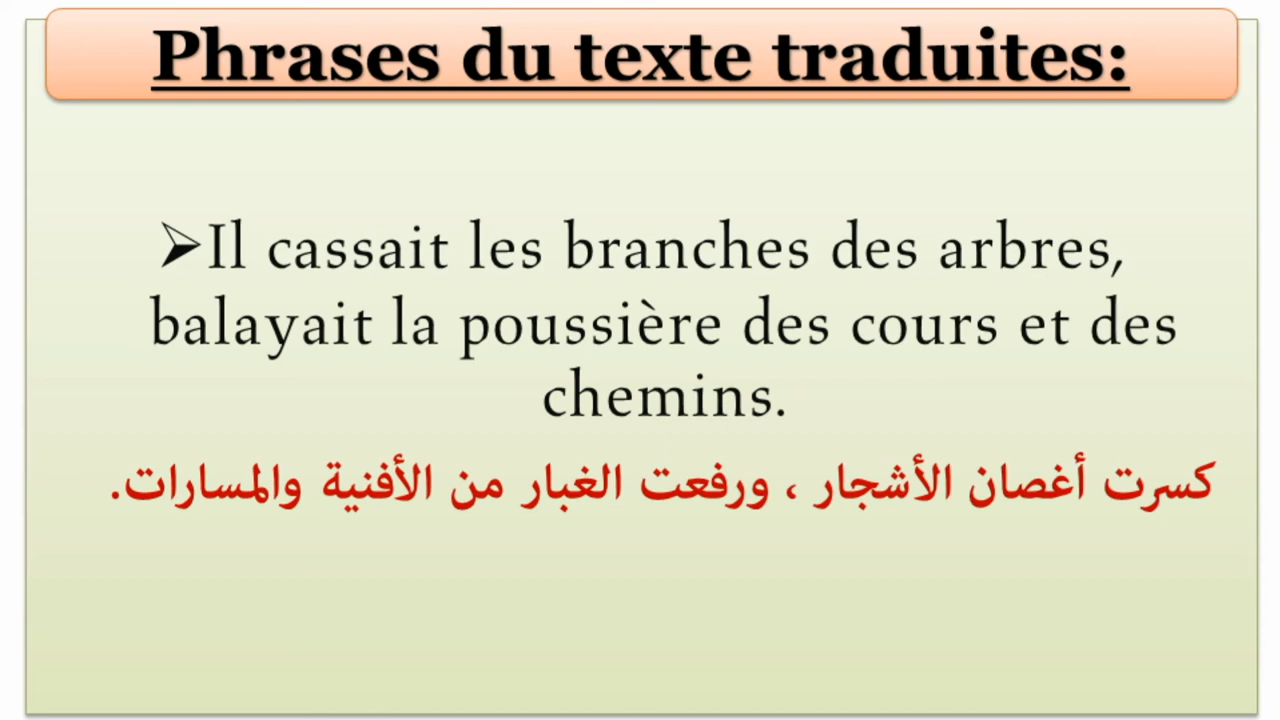 Phrases du texte traduites:
➢Il cassait les branches des arbres,
balayait la poussière des cours et des
chemins.
كسرت أغصان الأشجار ، ورفعت الغبار من الأفنية والمسارات.